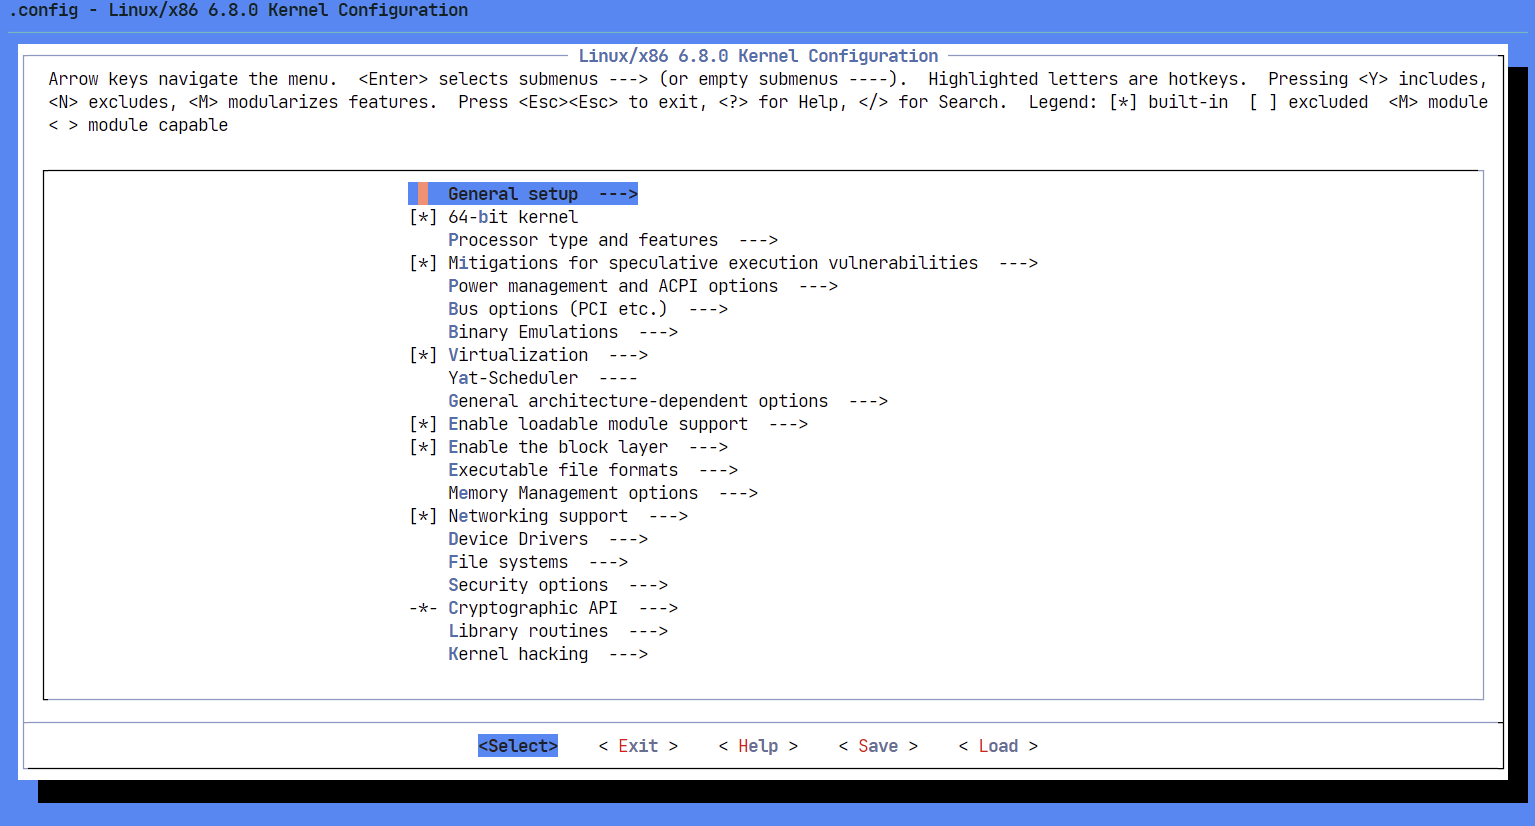 .config - Linux/x86 6.8.0 Kernel Configuration
Linux/x86 6.8.0 Kernel Configuration
Arrow keys navigate the menu.  <Enter> selects submenus ---> (or empty submenus ----).  Highlighted letters are hotkeys.  Pressing <Y> includes,
<N> excludes, <M> modularizes features.  Press <Esc><Esc> to exit, <?> for Help, </> for Search.  Legend: [*] built-in  [ ] excluded  <M> module
< > module capable
General setup  --->
[*] 64-bit kernel
Processor type and features  --->
[*] Mitigations for speculative execution vulnerabilities  --->
Power management and ACPI options  --->
Bus options (PCI etc.)  --->
Binary Emulations  --->
[*] Virtualization  --->
Yat-Scheduler  ----
General architecture-dependent options  --->
[*] Enable loadable module support  --->
[*] Enable the block layer  --->
Executable file formats  --->
Memory Management options  --->
[*] Networking support  --->
Device Drivers  --->
File systems  --->
Security options  --->
-*- Cryptographic API  --->
Library routines  --->
Kernel hacking  --->
<Select>    < Exit >    < Help >    < Save >    < Load >